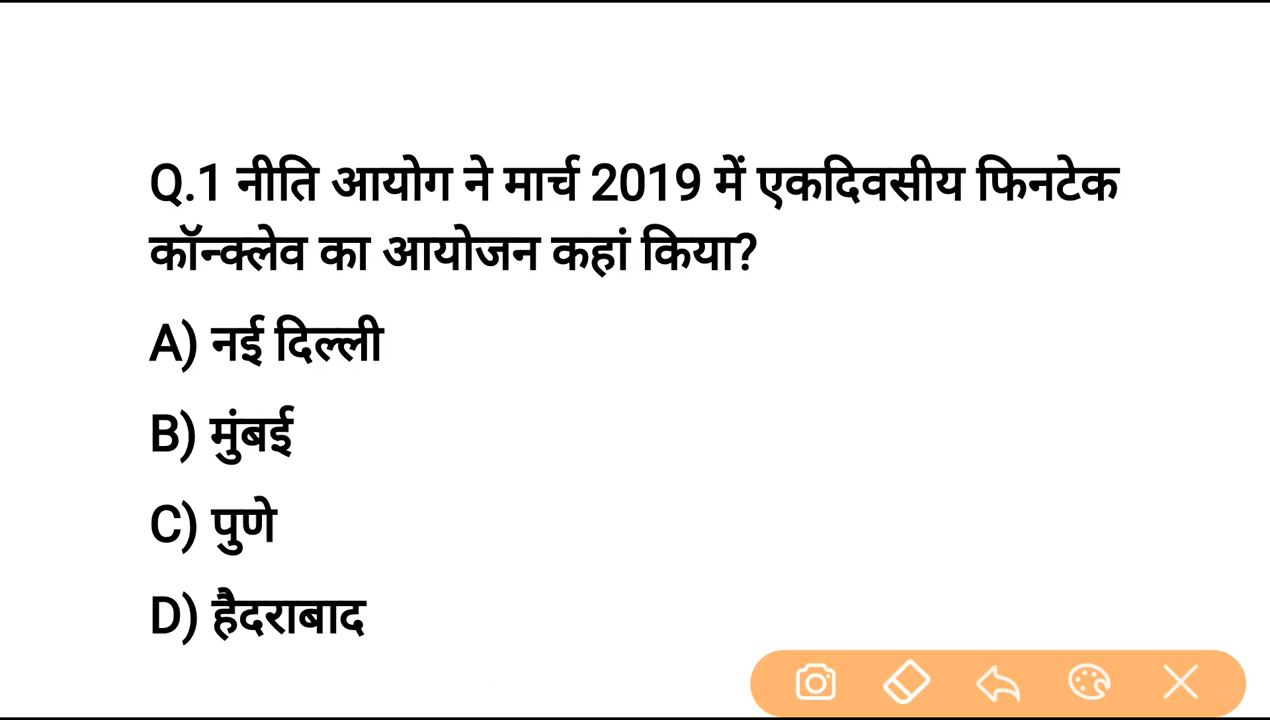 Q.1 नीति आयोग ने मार्च 2019 में एकदिवसीय फिनटेक
कॉन्क्लेव का आयोजन कहां किया?
A) नई दिल्ली
B) मुंबई
C) पुणे
D) हैदराबाद